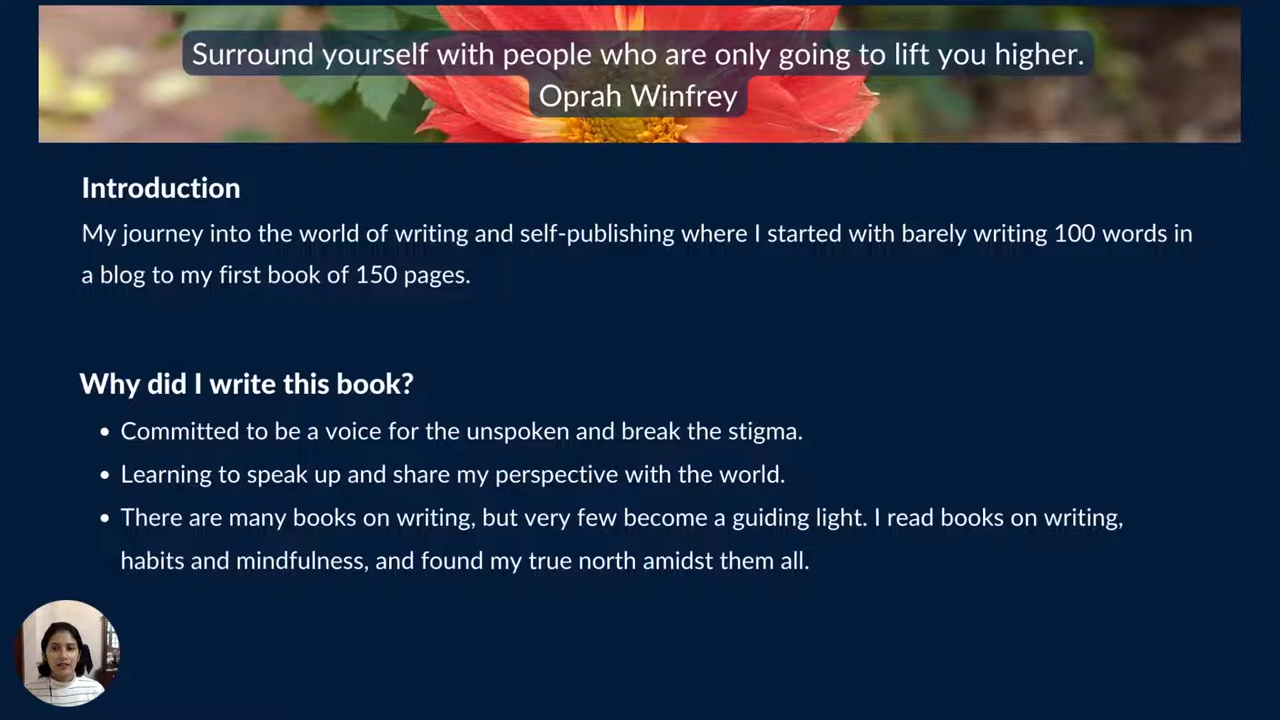 Surround yourself with people who are only going to lift you higher.
Oprah Winfrey
Introduction
My journey into the world of writing and self-publishing where I started with barely writing 100 words in
a blog to my first book of 150 pages.
Why did I write this book?
• Committed to be a voice for the unspoken and break the stigma.
• Learning to speak up and share my perspective with the world.
• There are many books on writing, but very few become a guiding light. I read books on writing,
habits and mindfulness, and found my true north amidst them all.